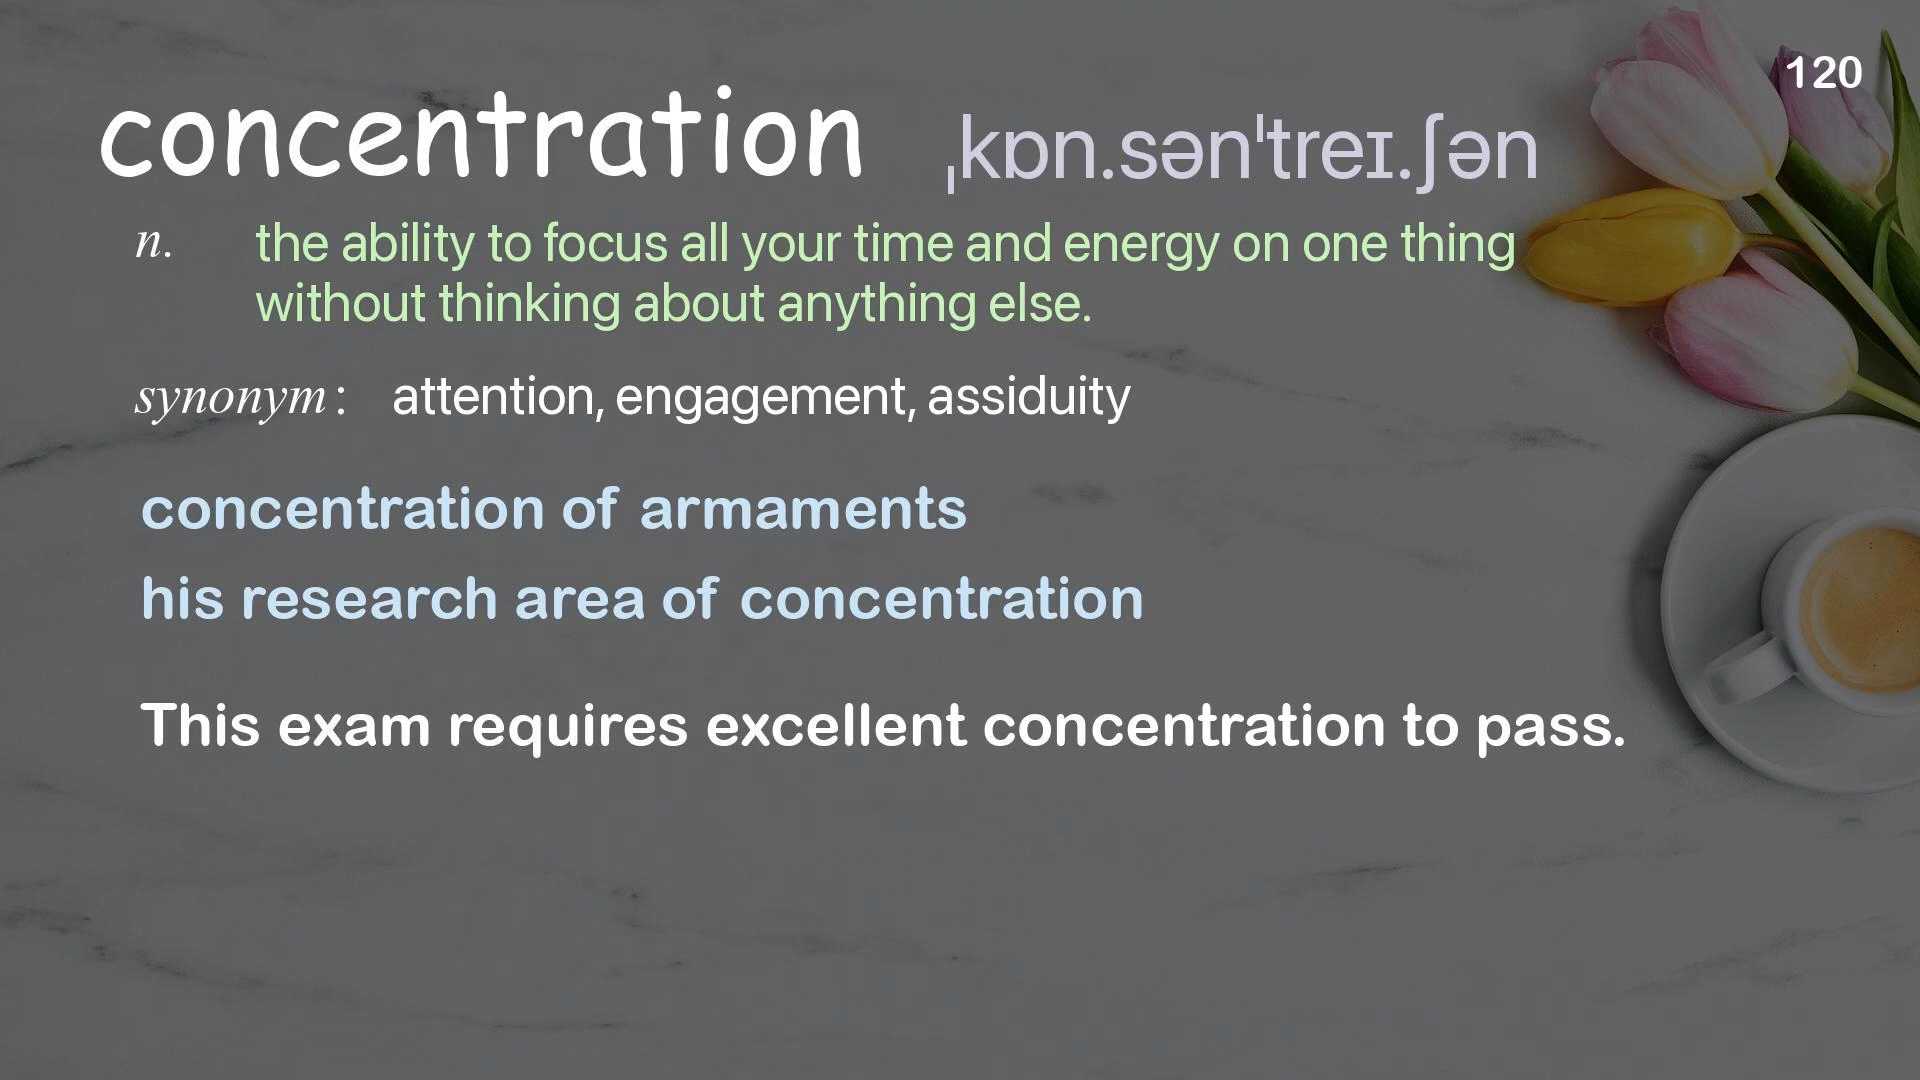 120
concentration ˌkɒn.sənˈtreɪ.ʃən
n. the ability to focus all your time and energy on one thing
without thinking about anything else.
synonym : attention, engagement, assiduity
concentration of armaments
his research area of concentration
This exam requires excellent concentration to pass.